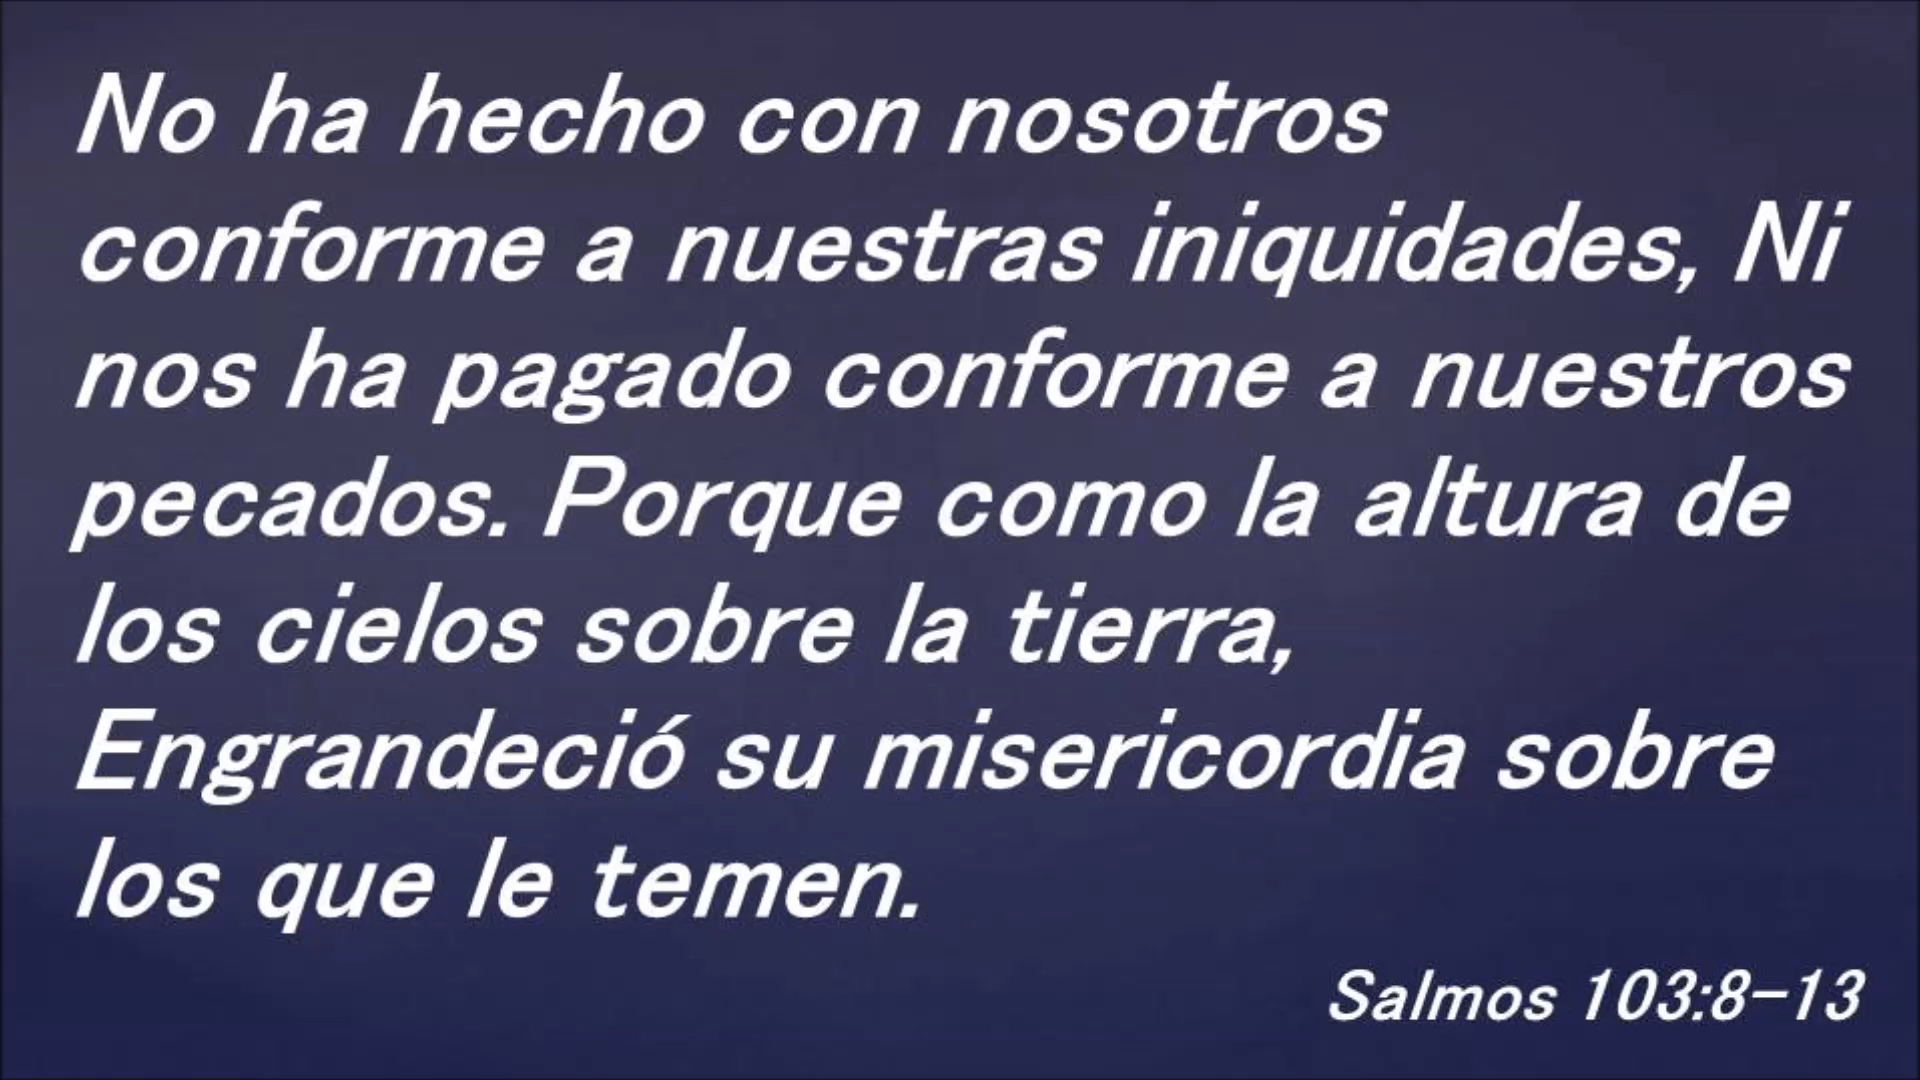 No ha hecho con nosotros
conforme a nuestras iniquidades, Ni
nos ha pagado conforme a nuestros
pecados. Porque como la altura de
los cielos sobre la tierra,
Engrandeció su misericordia sobre
los que le temen.
Salmos 103:8-13